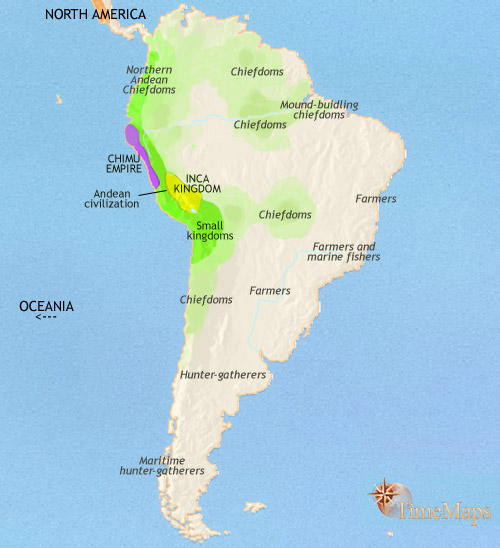 NORTH AMERICA
Northern
Andean
Chiefdoms
Chiefdoms
Mound-buidling
chiefdoms
Chiefdoms
CHIMU
EMPIRE
INCA
KINGDOM
Andean
civilization
Farmers
Chiefdoms
Small
kingdoms
Farmers and
marine fishers
Farmers
Chiefdoms
OCEANIA
<---
Hunter-gatherers
Maritime
hunter-gatherers
TimeMaps